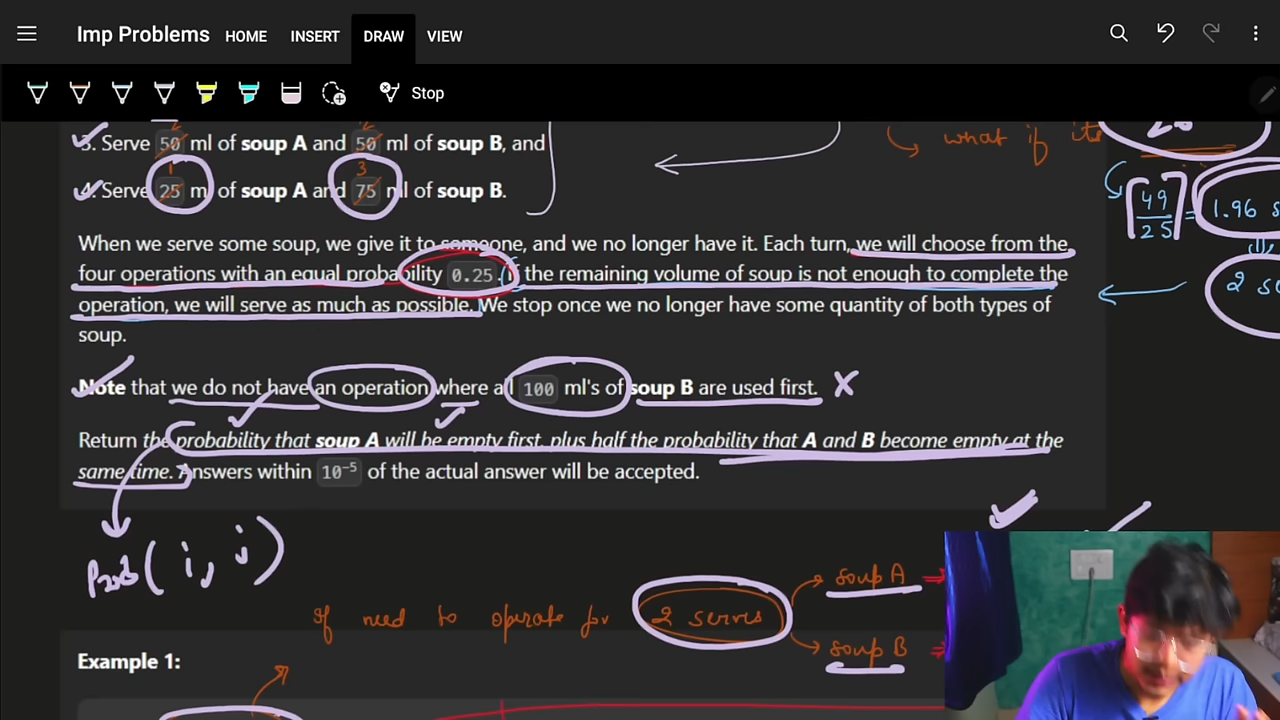 Imp Problems HOME INSERT DRAW VIEW
Stop
3. Serve 50 ml of soup A and 50 ml of soup B, and
what if its
1 3
4. Serve 25 ml of soup A and 75 ml of soup B.
49
25
= 1.96 s
When we serve some soup, we give it to someone, and we no longer have it. Each turn, we will choose from the
four operations with an equal probability 0.25. If the remaining volume of soup is not enough to complete the
2 se
operation, we will serve as much as possible. We stop once we no longer have some quantity of both types of
soup.
Note that we do not have an operation where all 100 ml's of soup B are used first. X
Return the probability that soup A will be empty first, plus half the probability that A and B become empty at the
same time. Answers within 10⁻⁵ of the actual answer will be accepted.
Prob(i, j)
soup A
If need to operate for 2 serves
soup B
Example 1: